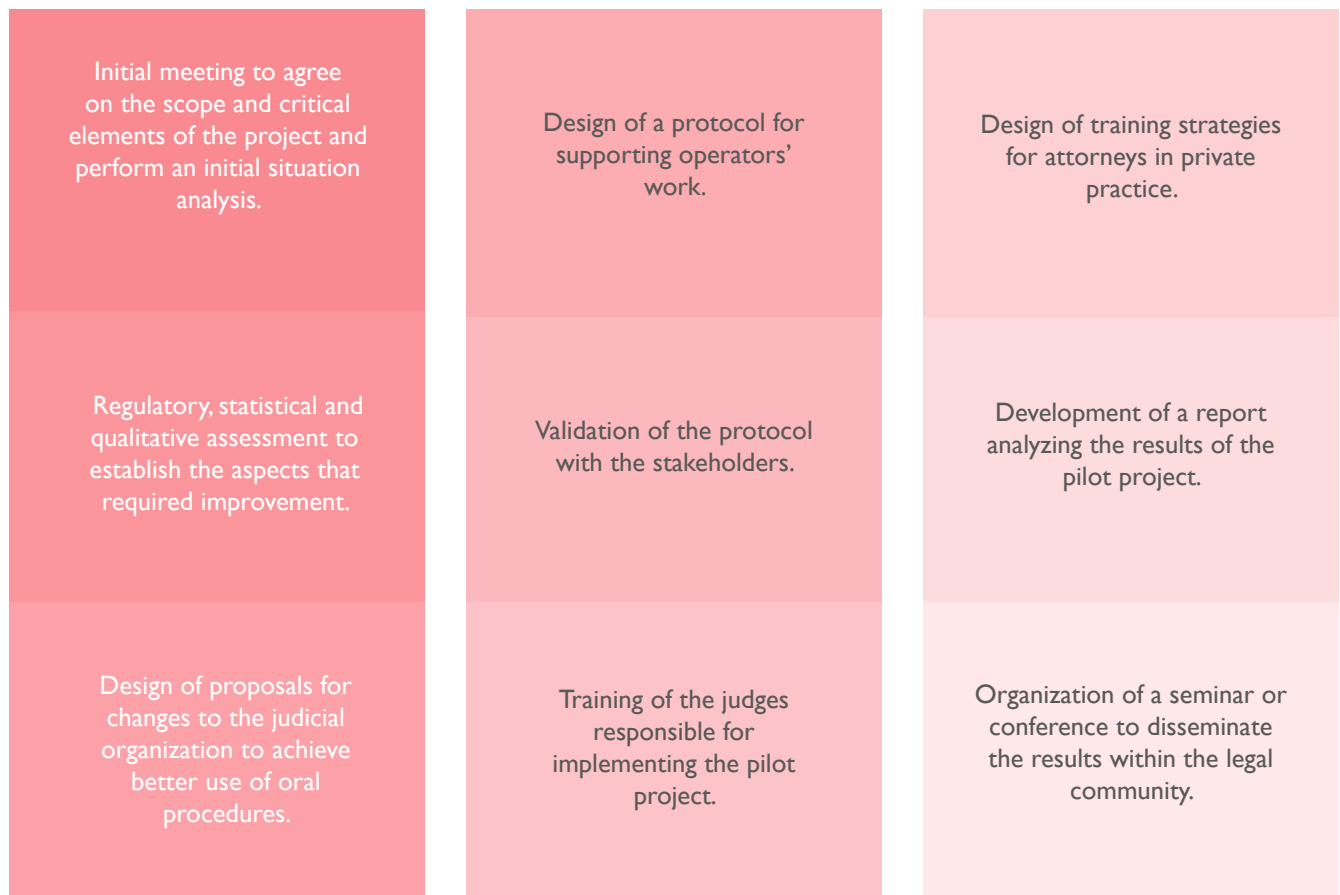 Initial meeting to agree
on the scope and critical
elements of the project and
perform an initial situation
analysis.
Regulatory, statistical and
qualitative assessment to
establish the aspects that
required improvement.
Design of proposals for
changes to the judicial
organization to achieve
better use of oral
procedures.
Design of a protocol for
supporting operators’
work.
Validation of the protocol
with the stakeholders.
Training of the judges
responsible for
implementing the pilot
project.
Design of training strategies
for attorneys in private
practice.
Development of a report
analyzing the results of the
pilot project.
Organization of a seminar or
conference to disseminate
the results within the legal
community.